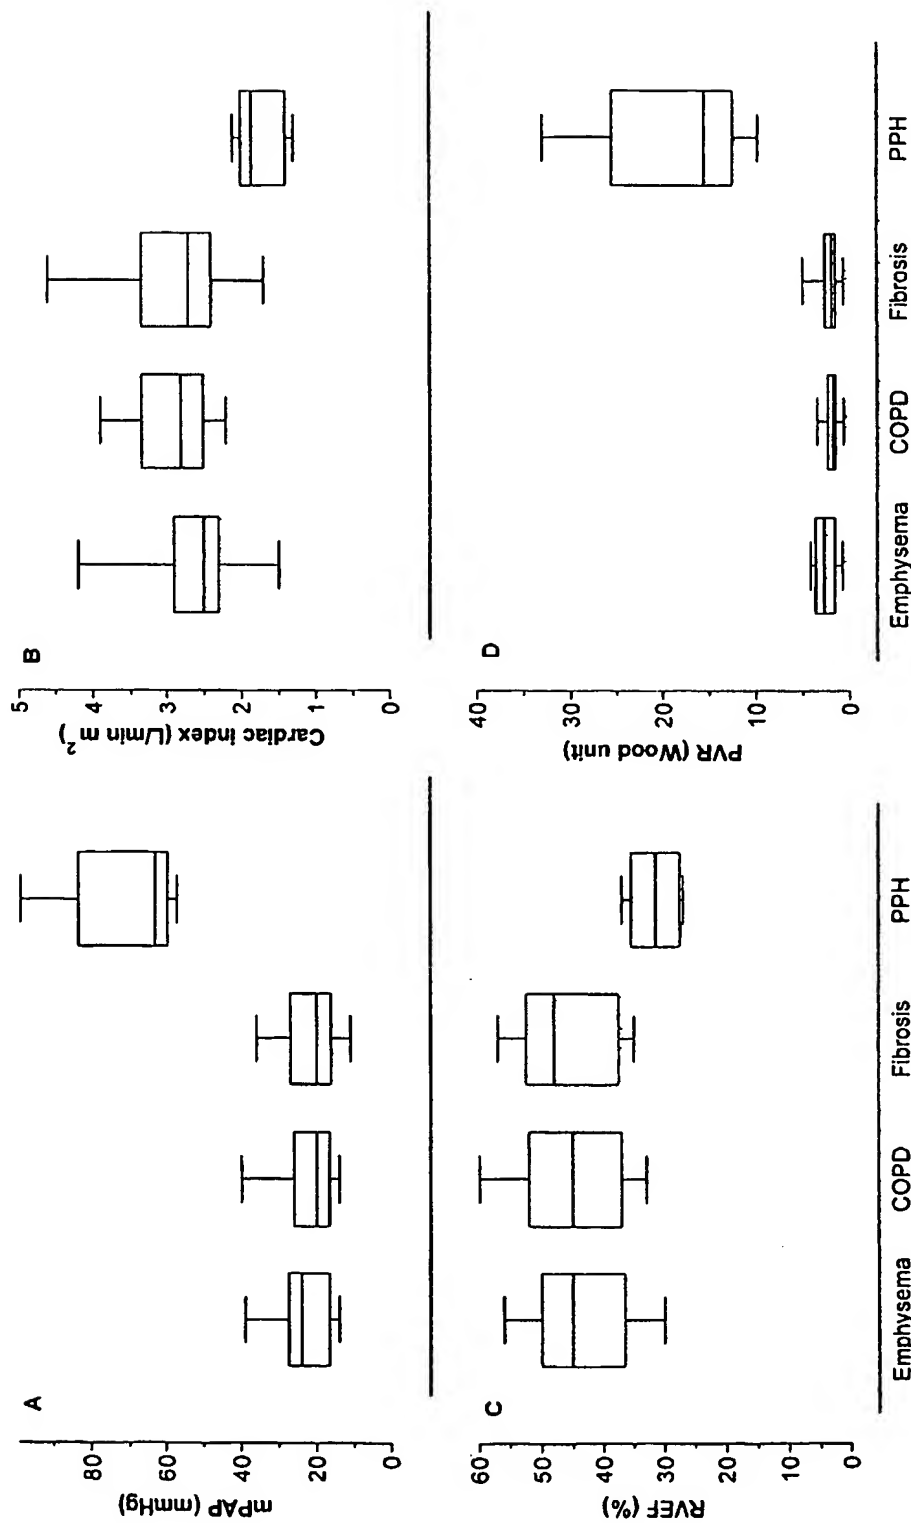 A
mPAP (mmHg)
80
60
40
20
0
B
Cardiac index (L/min m²)
5
4
3
2
1
0
C
RVEF (%)
60
50
40
30
20
10
0
Emphysema COPD Fibrosis PPH
D
PVR (Wood unit)
40
30
20
10
0
Emphysema COPD Fibrosis PPH